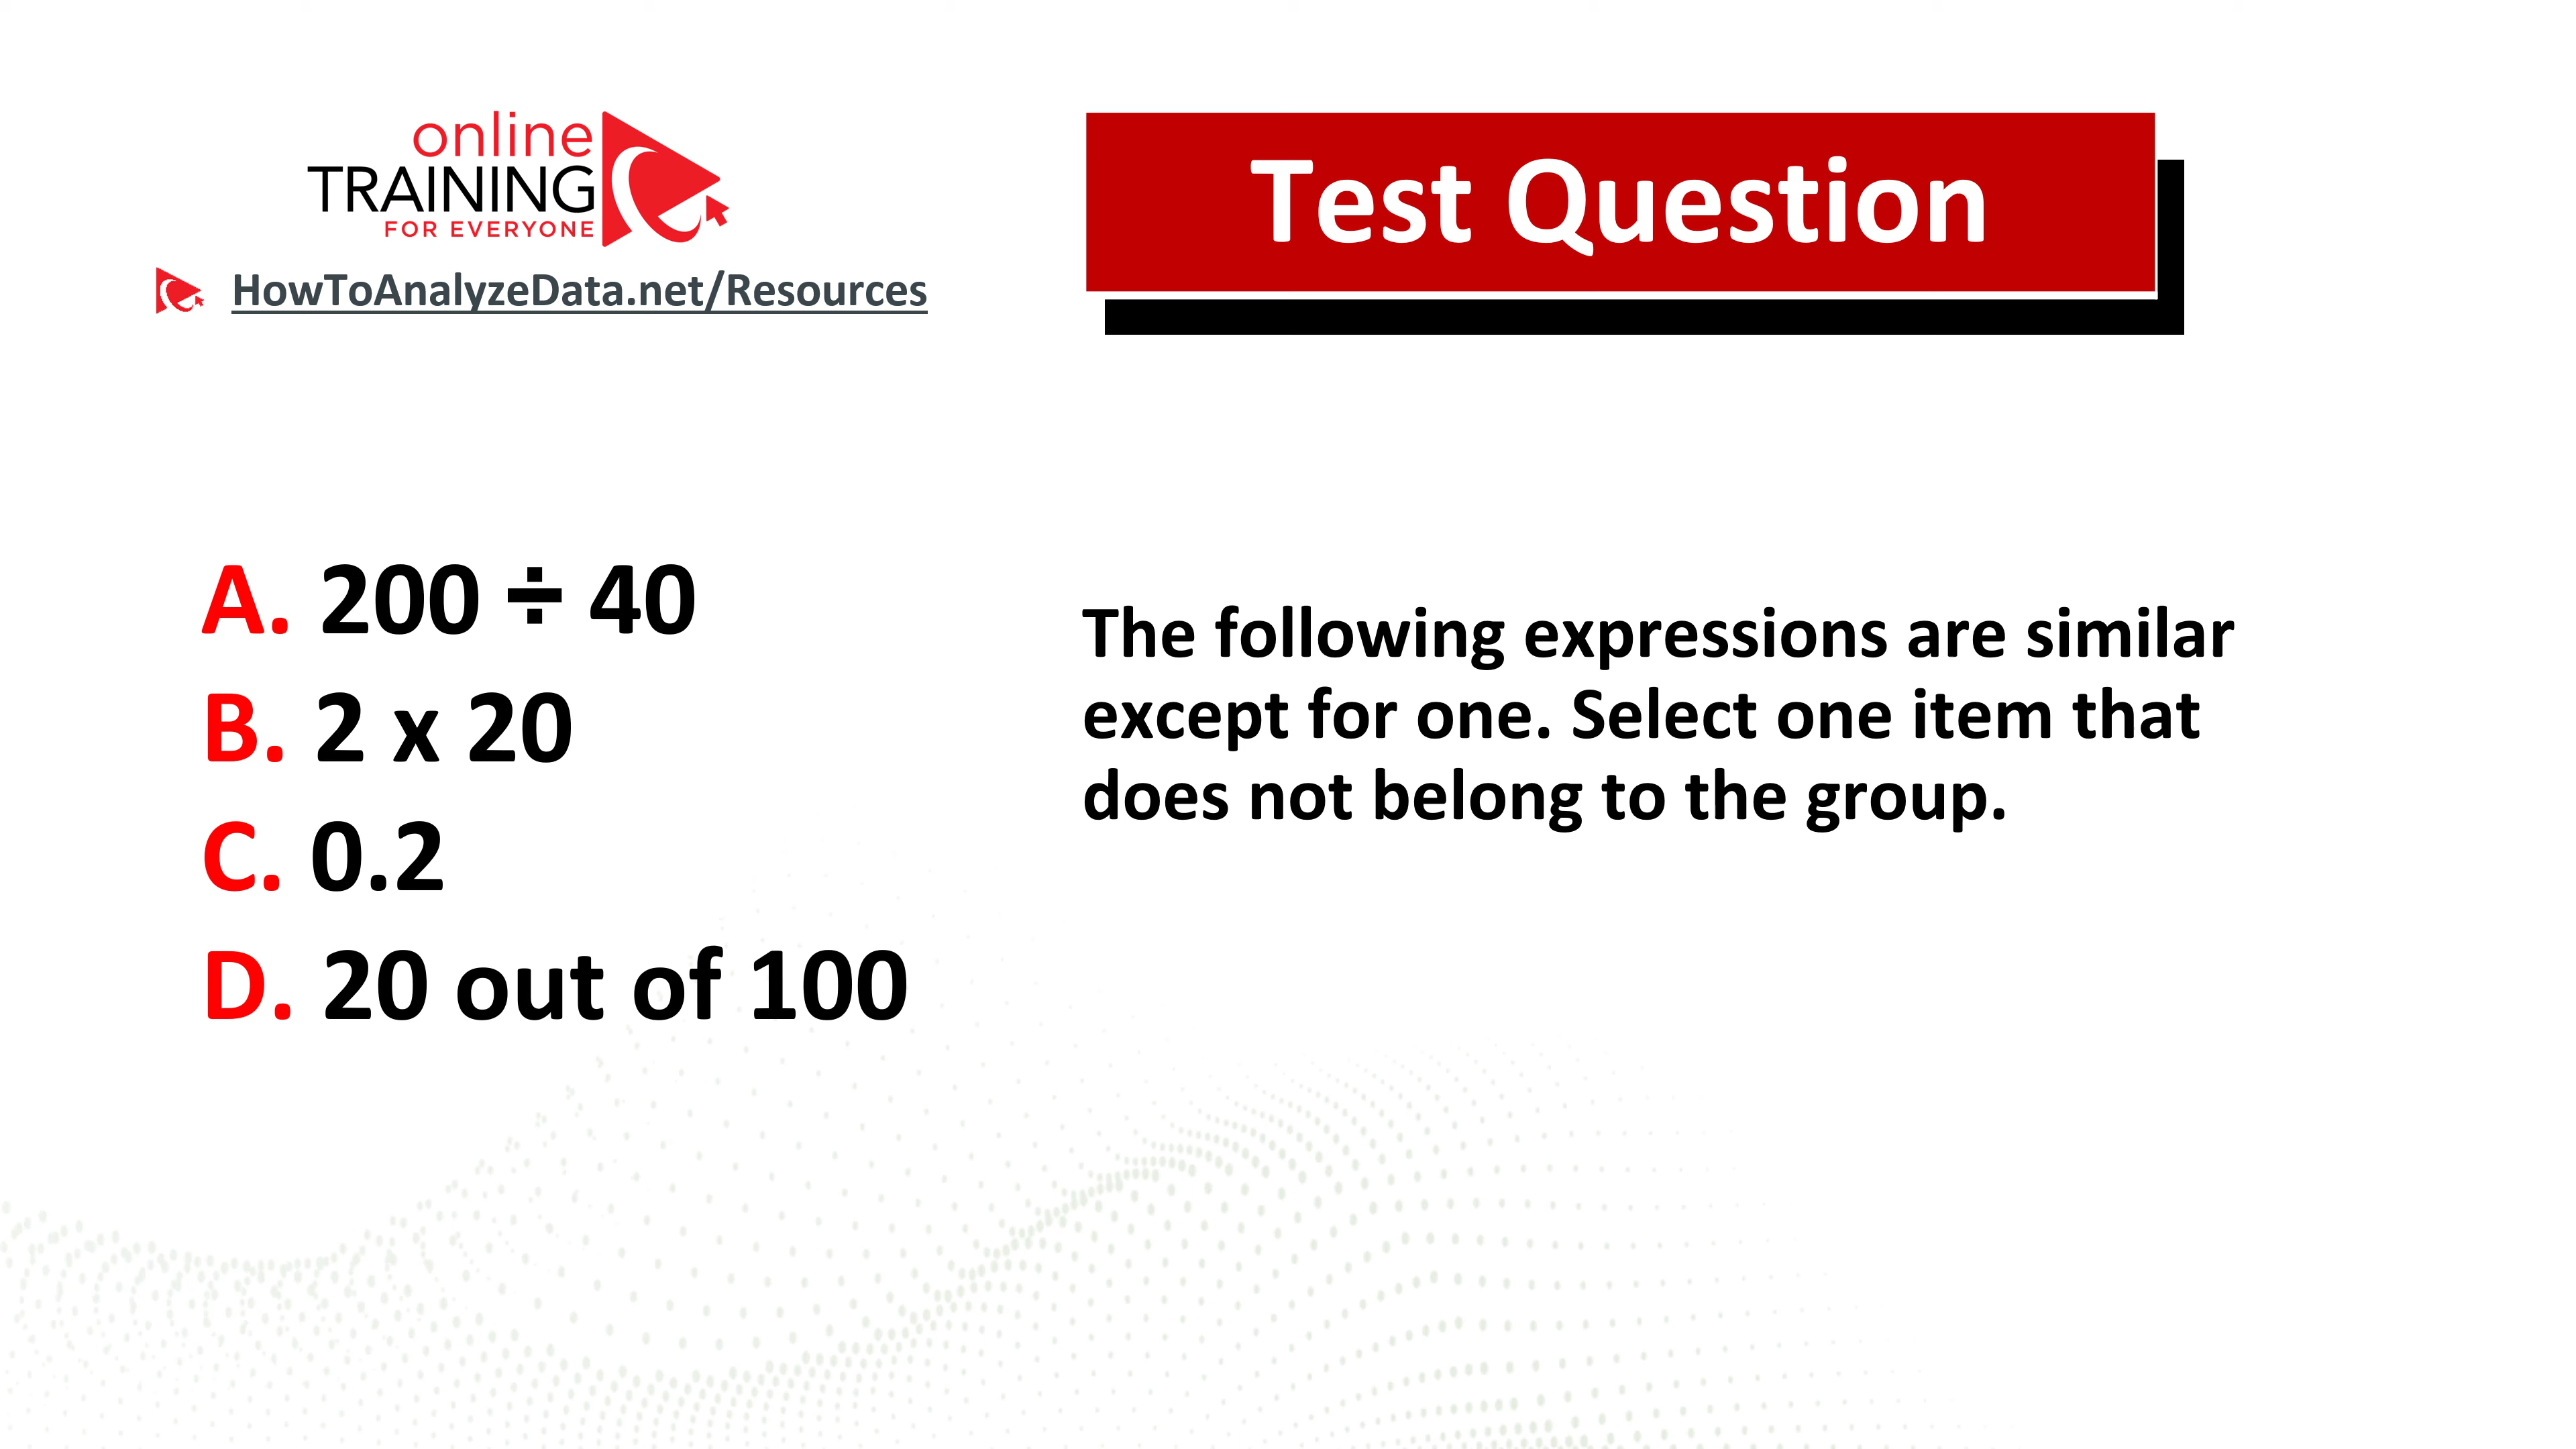 online
TRAINING
FOR EVERYONE
HowToAnalyzeData.net/Resources
Test Question
A. 200 ÷ 40
B. 2 x 20
C. 0.2
D. 20 out of 100
The following expressions are similar
except for one. Select one item that
does not belong to the group.